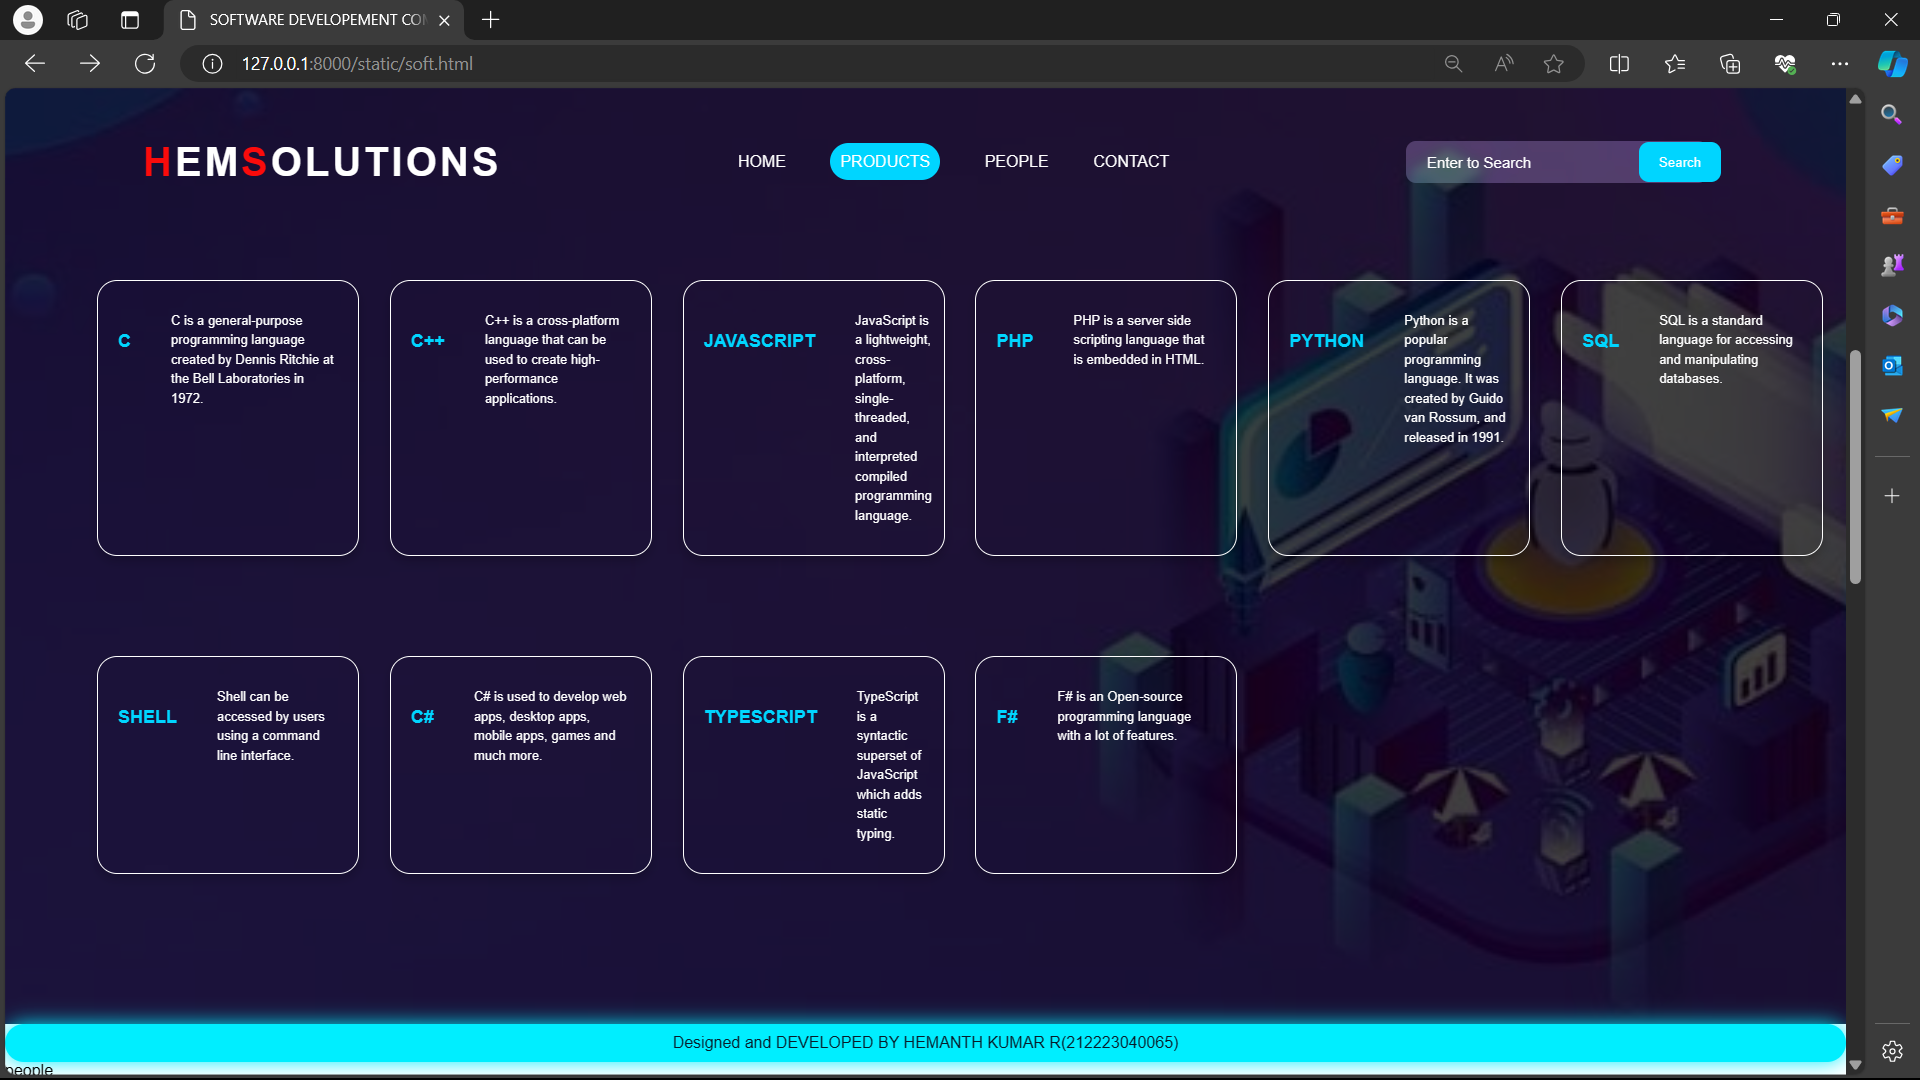 SOFTWARE DEVELOPEMENT CO
127.0.0.1:8000/static/soft.html
HEMSOLUTIONS
HOME
PRODUCTS
PEOPLE
CONTACT
Enter to Search
Search
C
C is a general-purpose
programming language
created by Dennis Ritchie at
the Bell Laboratories in
1972.
C++
C++ is a cross-platform
language that can be
used to create high-
performance
applications.
JAVASCRIPT
JavaScript is
a lightweight,
cross-
platform,
single-
threaded,
and
interpreted
compiled
programming
language.
PHP
PHP is a server side
scripting language that
is embedded in HTML.
PYTHON
Python is a
popular
programming
language. It was
created by Guido
van Rossum, and
released in 1991.
SQL
SQL is a standard
language for accessing
and manipulating
databases.
SHELL
Shell can be
accessed by users
using a command
line interface.
C#
C# is used to develop web
apps, desktop apps,
mobile apps, games and
much more.
TYPESCRIPT
TypeScript
is a
syntactic
superset of
JavaScript
which adds
static
typing.
F#
F# is an Open-source
programming language
with a lot of features.
Designed and DEVELOPED BY HEMANTH KUMAR R(212223040065)
people